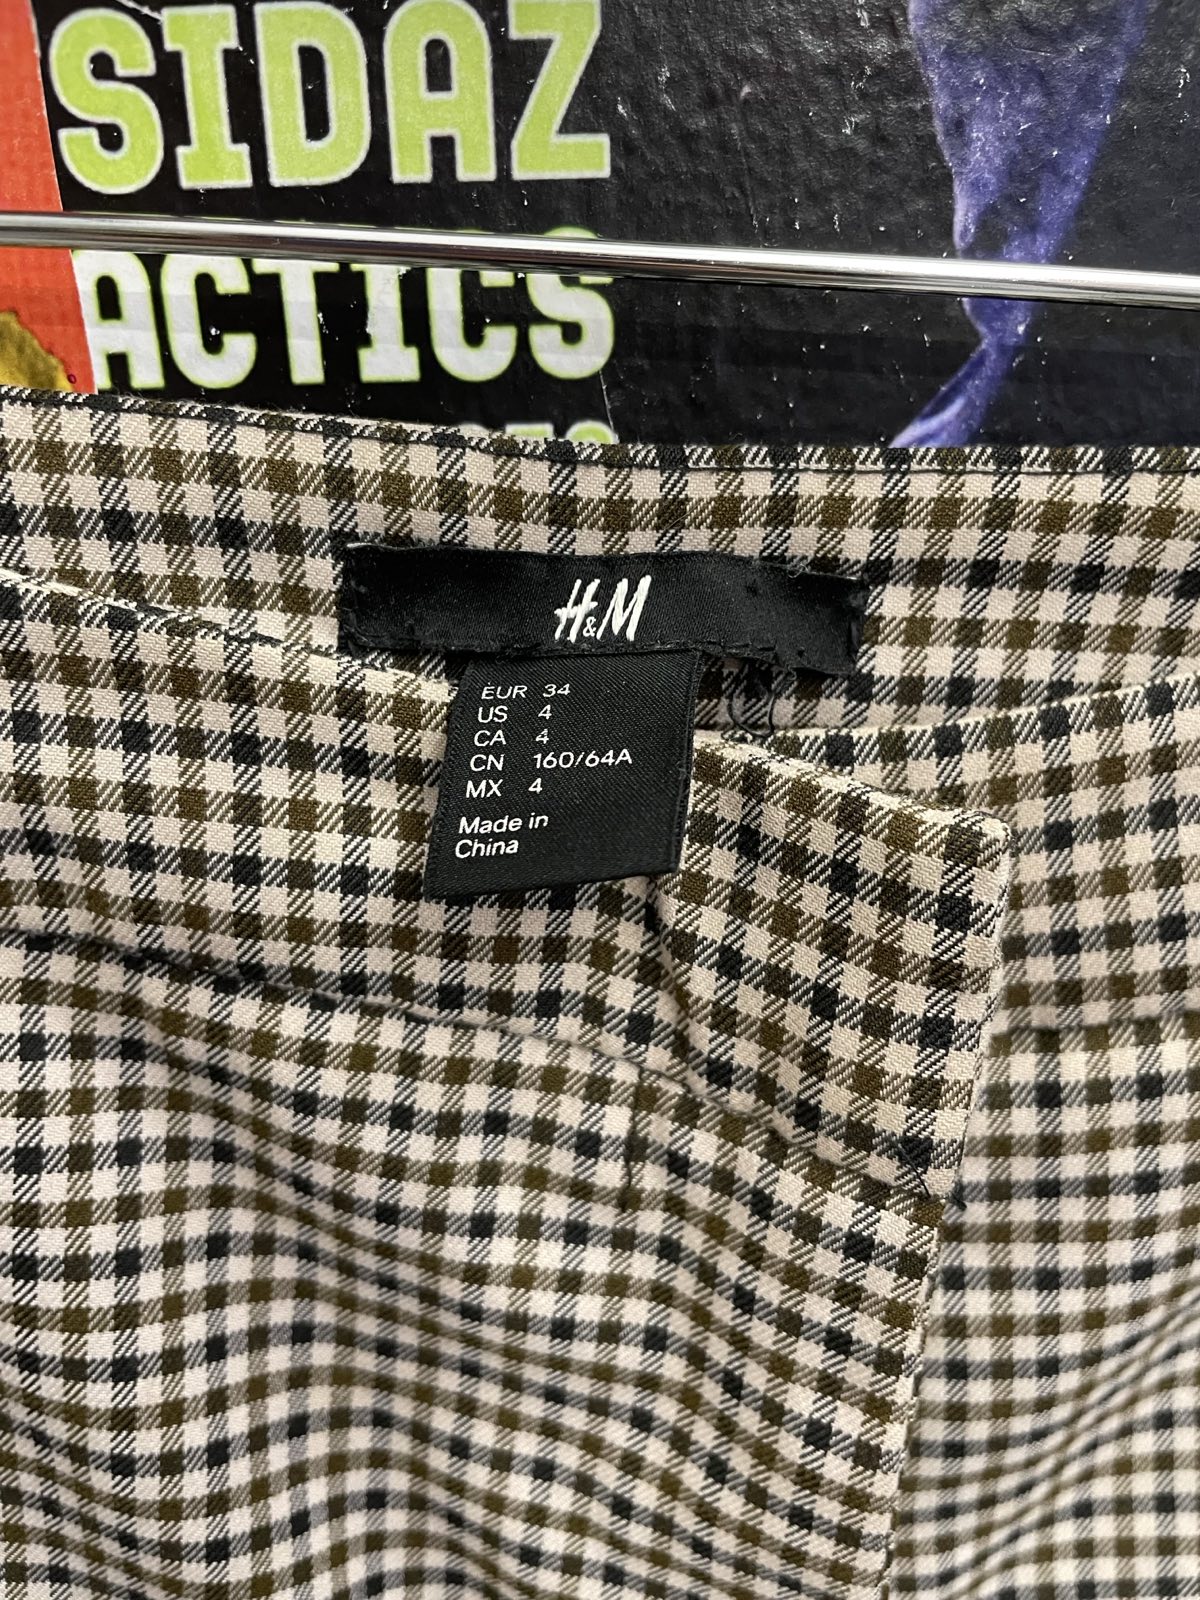 SIDAZ
ACTICS
H&M
EUR 34
US 4
CA 4
CN 160/64A
MX 4
Made in
China